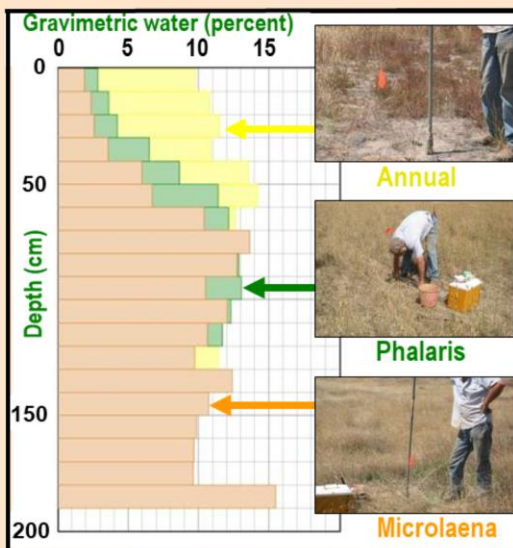 Gravimetric water (percent)
0 5 10 15
0
50
150
200
Depth (cm)
Annual
Phalaris
Microlaena